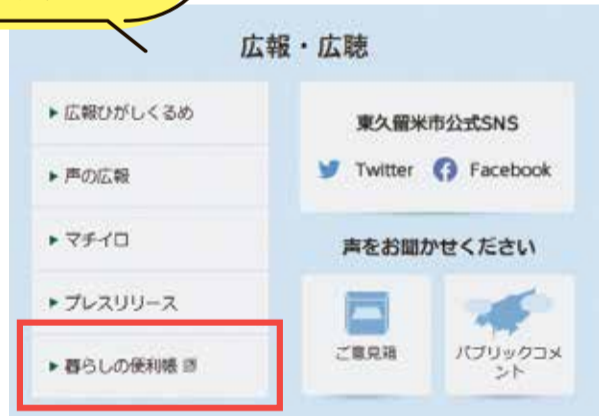 広報・広聴
広報ひがしくるめ
声の広報
マチイロ
プレスリリース
暮らしの便利帳
東久留米市公式SNS
Twitter Facebook
声をお聞かせください
ご意見箱
パブリックコメ
ント